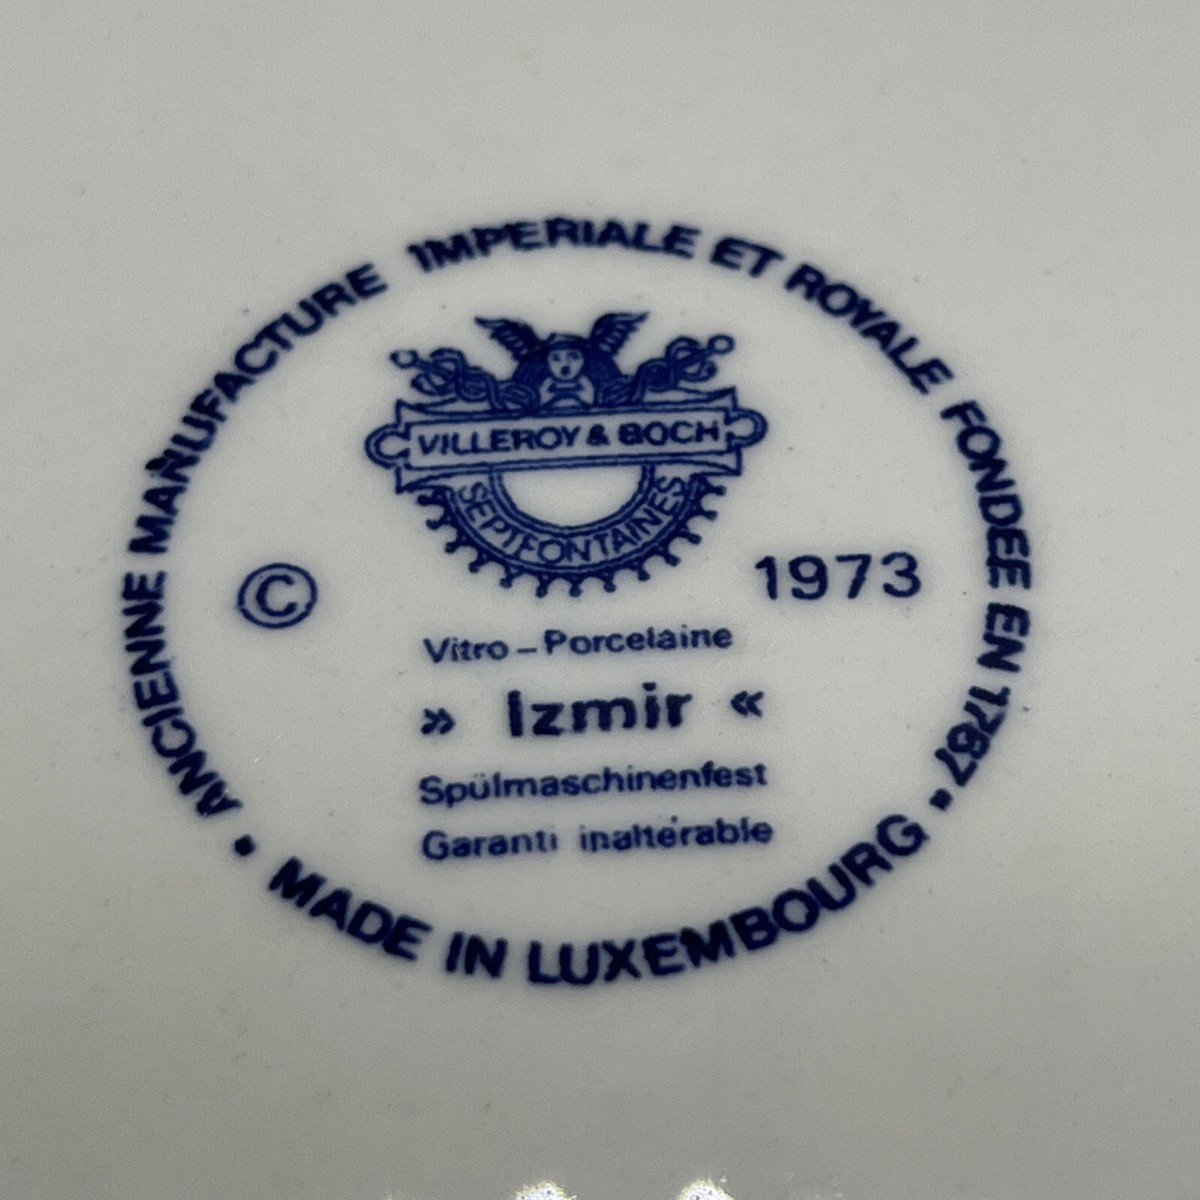 ANCIENNE MANUFACTURE IMPERIALE ET ROYALE FONDEE EN 1767 •
VILLEROY & BOCH
SEPTFONTAINES
© 1973
Vitro – Porcelaine
» Izmir «
Spülmaschinenfest
Garanti inaltérable
• MADE IN LUXEMBOURG